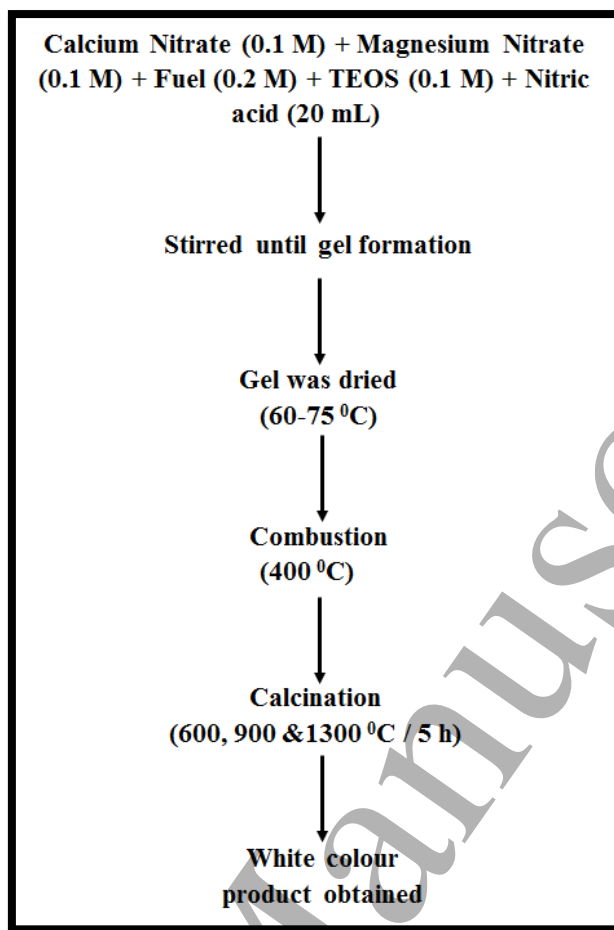 Calcium Nitrate (0.1 M) + Magnesium Nitrate
(0.1 M) + Fuel (0.2 M) + TEOS (0.1 M) + Nitric
acid (20 mL)
Stirred until gel formation
Gel was dried
(60-75 ⁰C)
Combustion
(400 ⁰C)
Calcination
(600, 900 &1300 ⁰C / 5 h)
White colour
product obtained
Manus